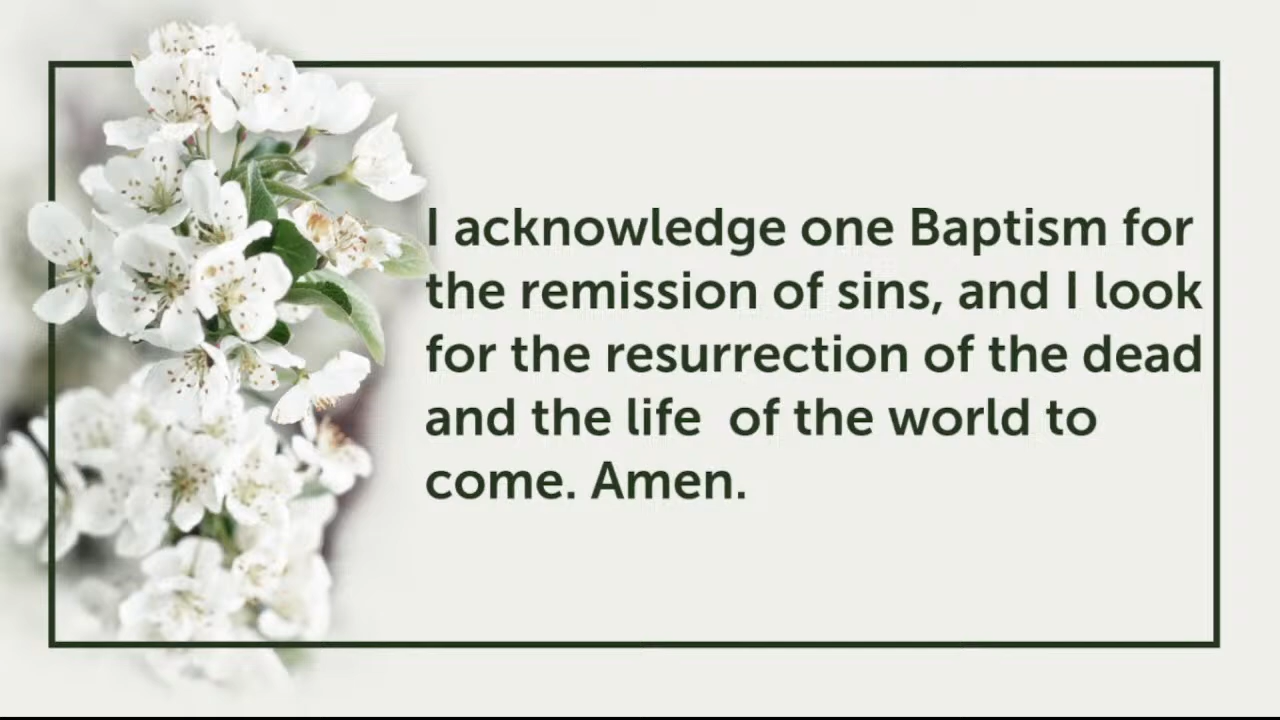 I acknowledge one Baptism for
the remission of sins, and I look
for the resurrection of the dead
and the life  of the world to
come. Amen.